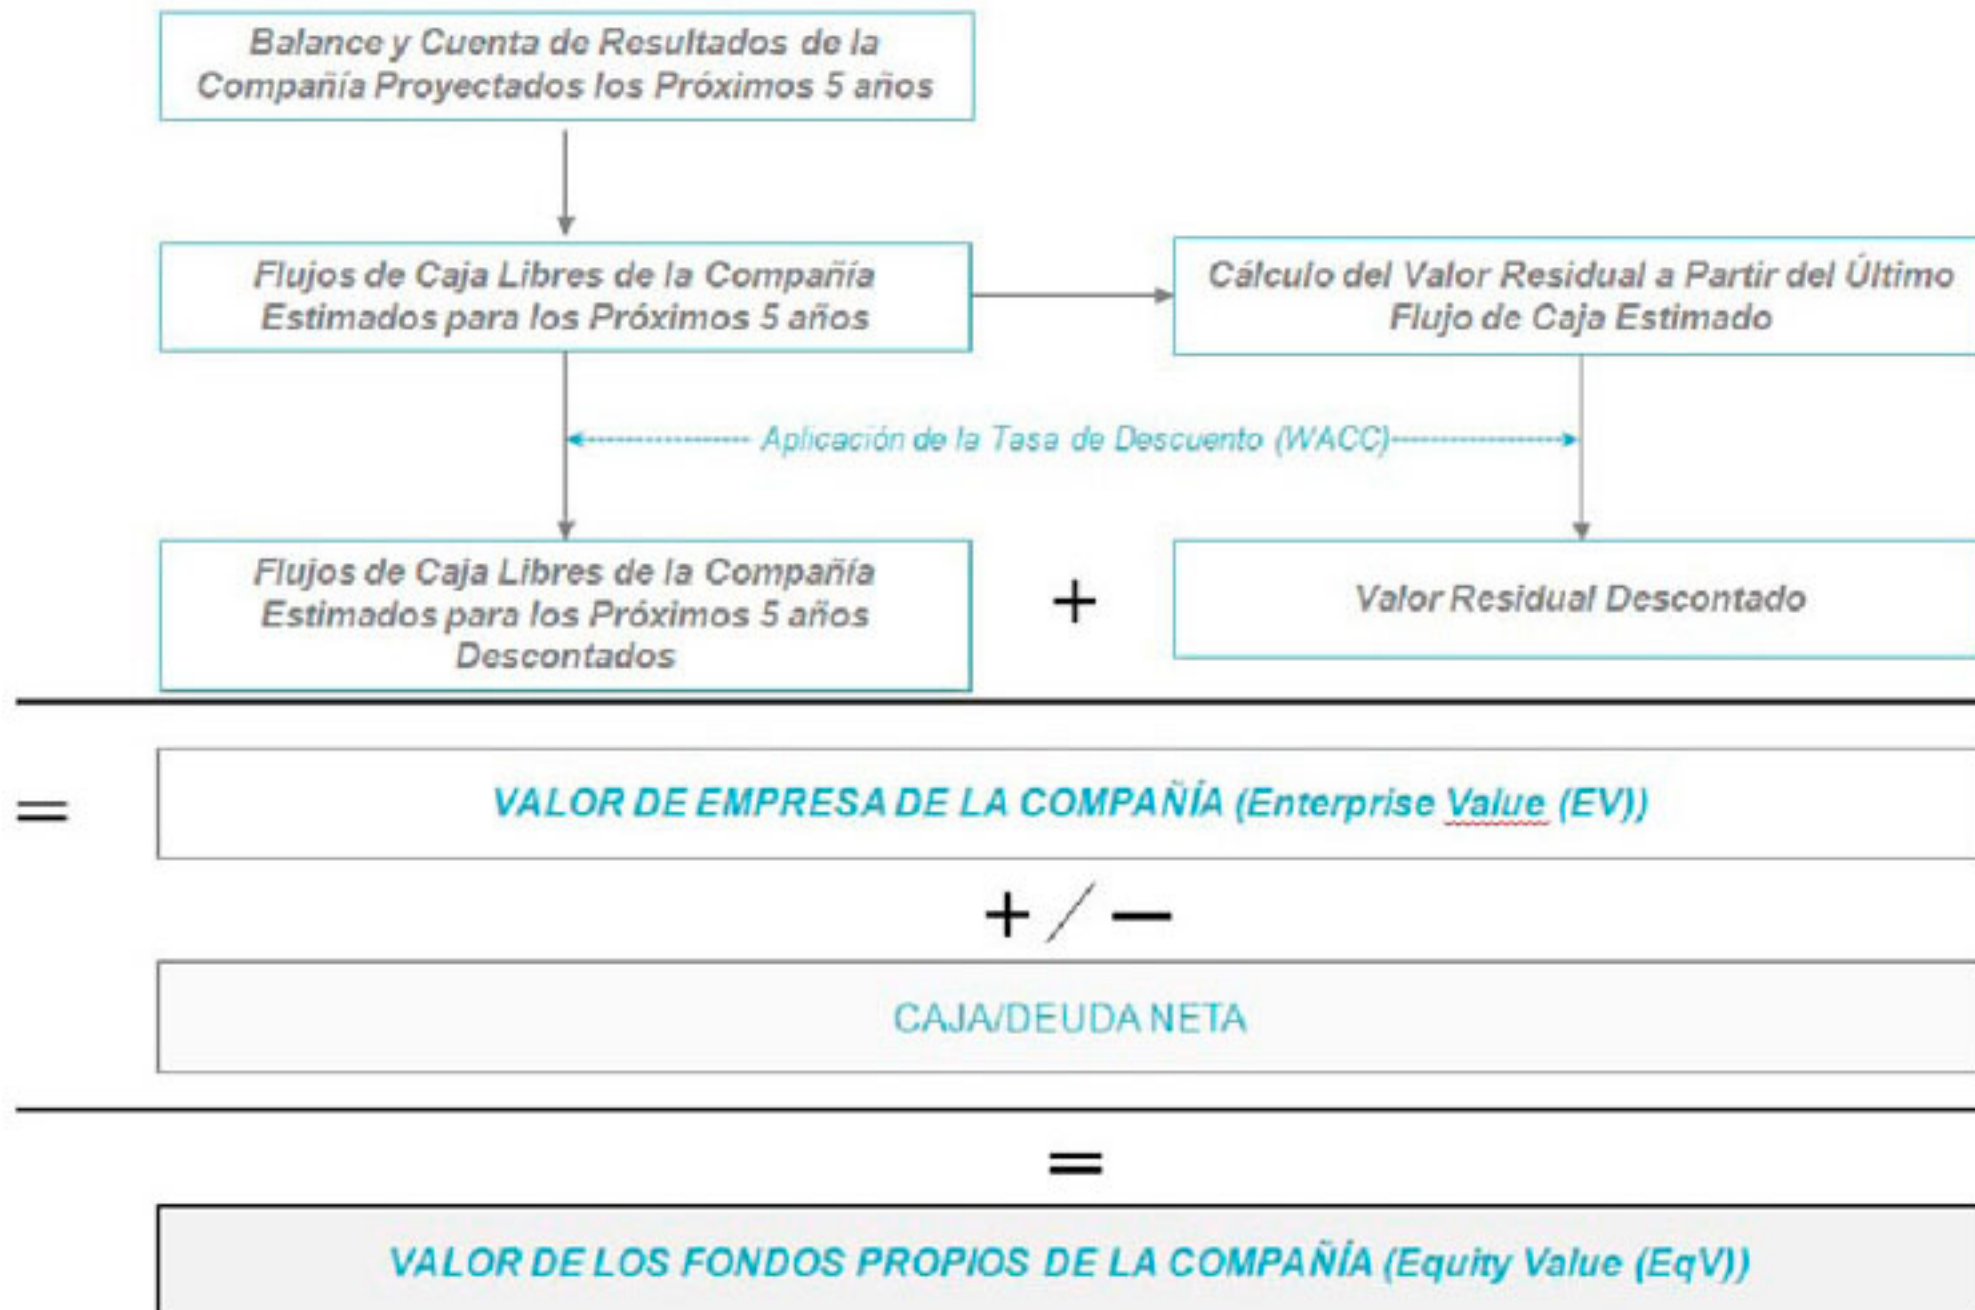 Balance y Cuenta de Resultados de la
Compañía Proyectados los Próximos 5 años
Flujos de Caja Libres de la Compañía
Estimados para los Próximos 5 años
Cálculo del Valor Residual a Partir del Último
Flujo de Caja Estimado
Aplicación de la Tasa de Descuento (WACC)
Flujos de Caja Libres de la Compañía
Estimados para los Próximos 5 años
Descontados
+
Valor Residual Descontado
=
VALOR DE EMPRESA DE LA COMPAÑÍA (Enterprise Value (EV))
+ / −
CAJA/DEUDA NETA
=
VALOR DE LOS FONDOS PROPIOS DE LA COMPAÑÍA (Equity Value (EqV))